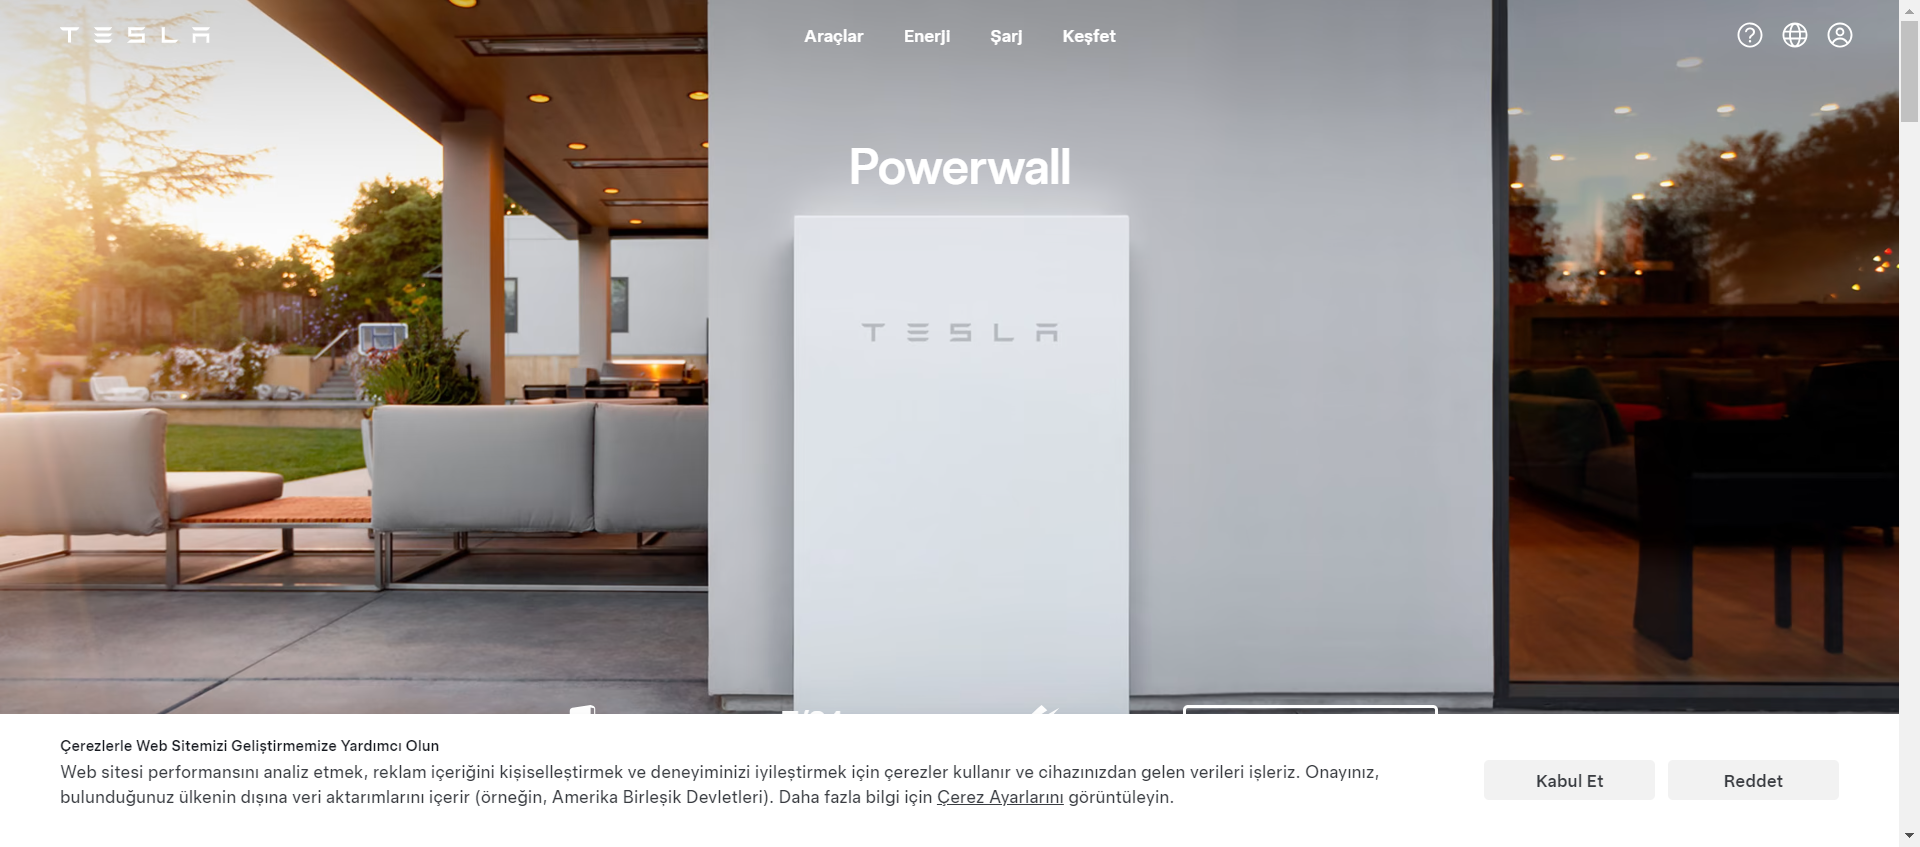 TESLA
Araçlar
Enerji
Şarj
Keşfet
Powerwall
TESLA
Çerezlerle Web Sitemizi Geliştirmemize Yardımcı Olun
Web sitesi performansını analiz etmek, reklam içeriğini kişiselleştirmek ve deneyiminizi iyileştirmek için çerezler kullanır ve cihazınızdan gelen verileri işleriz. Onayınız,
bulunduğunuz ülkenin dışına veri aktarımlarını içerir (örneğin, Amerika Birleşik Devletleri). Daha fazla bilgi için Çerez Ayarlarını görüntüleyin.
Kabul Et
Reddet